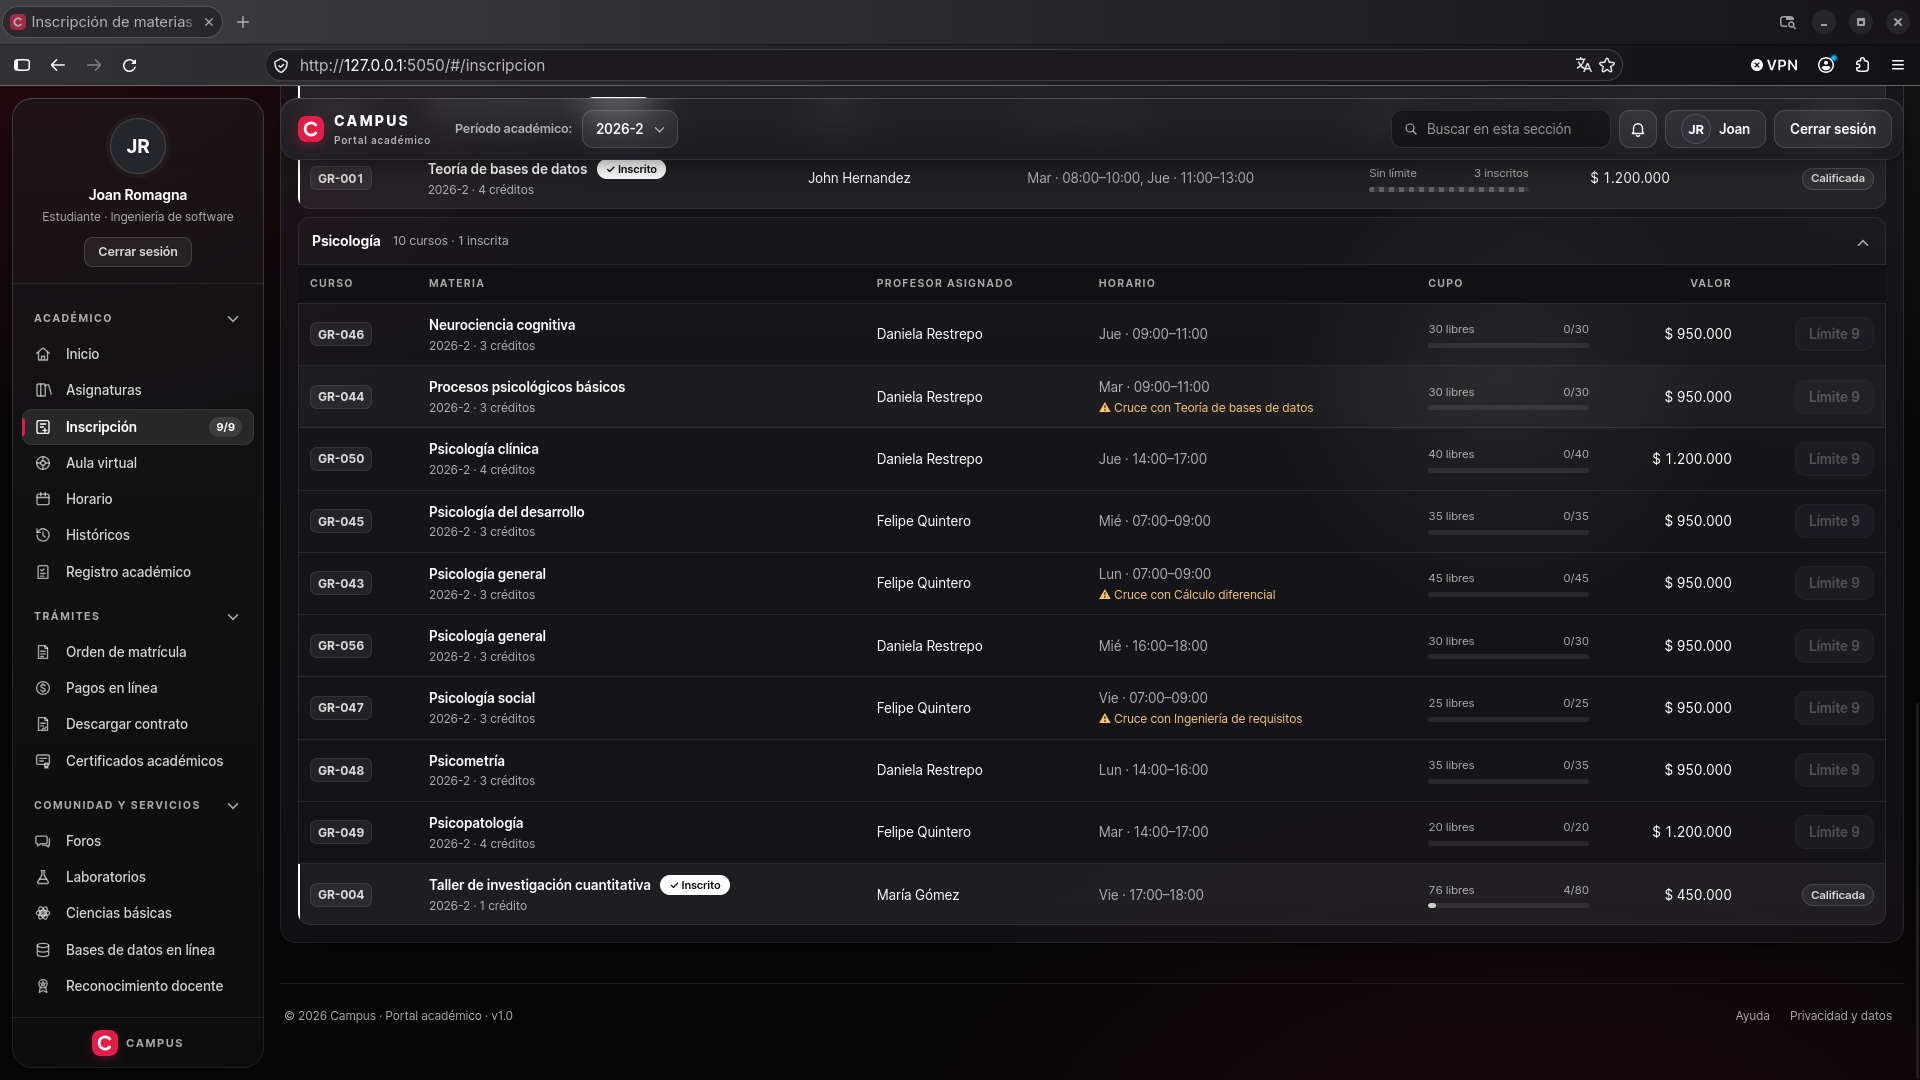 Inscripción de materias
http://127.0.0.1:5050/#/inscripcion
VPN
JR
Joan Romagna
Estudiante · Ingeniería de software
Cerrar sesión
ACADÉMICO
Inicio
Asignaturas
Inscripción 9/9
Aula virtual
Horario
Históricos
Registro académico
TRÁMITES
Orden de matrícula
Pagos en línea
Descargar contrato
Certificados académicos
COMUNIDAD Y SERVICIOS
Foros
Laboratorios
Ciencias básicas
Bases de datos en línea
Reconocimiento docente
C CAMPUS
C CAMPUS
Portal académico
Período académico: 2026-2
Buscar en esta sección
JR Joan
Cerrar sesión
GR-001 Teoría de bases de datos ✓ Inscrito John Hernandez Mar · 08:00–10:00, Jue · 11:00–13:00 Sin límite 3 inscritos $ 1.200.000 Calificada
2026-2 · 4 créditos
Psicología 10 cursos · 1 inscrita
CURSO MATERIA PROFESOR ASIGNADO HORARIO CUPO VALOR
GR-046 Neurociencia cognitiva Daniela Restrepo Jue · 09:00–11:00 30 libres 0/30 $ 950.000 Límite 9
2026-2 · 3 créditos
GR-044 Procesos psicológicos básicos Daniela Restrepo Mar · 09:00–11:00 30 libres 0/30 $ 950.000 Límite 9
2026-2 · 3 créditos ⚠ Cruce con Teoría de bases de datos
GR-050 Psicología clínica Daniela Restrepo Jue · 14:00–17:00 40 libres 0/40 $ 1.200.000 Límite 9
2026-2 · 4 créditos
GR-045 Psicología del desarrollo Felipe Quintero Mié · 07:00–09:00 35 libres 0/35 $ 950.000 Límite 9
2026-2 · 3 créditos
GR-043 Psicología general Felipe Quintero Lun · 07:00–09:00 45 libres 0/45 $ 950.000 Límite 9
2026-2 · 3 créditos ⚠ Cruce con Cálculo diferencial
GR-056 Psicología general Daniela Restrepo Mié · 16:00–18:00 30 libres 0/30 $ 950.000 Límite 9
2026-2 · 3 créditos
GR-047 Psicología social Felipe Quintero Vie · 07:00–09:00 25 libres 0/25 $ 950.000 Límite 9
2026-2 · 3 créditos ⚠ Cruce con Ingeniería de requisitos
GR-048 Psicometría Daniela Restrepo Lun · 14:00–16:00 35 libres 0/35 $ 950.000 Límite 9
2026-2 · 3 créditos
GR-049 Psicopatología Felipe Quintero Mar · 14:00–17:00 20 libres 0/20 $ 1.200.000 Límite 9
2026-2 · 4 créditos
GR-004 Taller de investigación cuantitativa ✓ Inscrito María Gómez Vie · 17:00–18:00 76 libres 4/80 $ 450.000 Calificada
2026-2 · 1 crédito
© 2026 Campus · Portal académico · v1.0
Ayuda Privacidad y datos